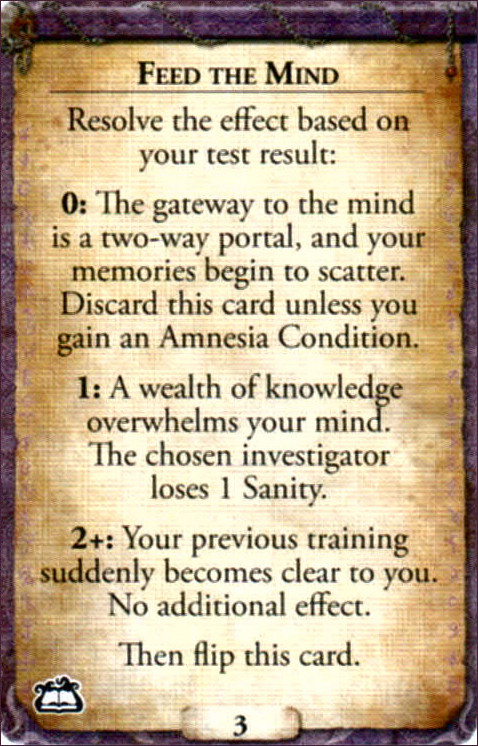 FEED THE MIND
Resolve the effect based on
your test result:
0: The gateway to the mind
is a two-way portal, and your
memories begin to scatter.
Discard this card unless you
gain an Amnesia Condition.
1: A wealth of knowledge
overwhelms your mind.
The chosen investigator
loses 1 Sanity.
2+: Your previous training
suddenly becomes clear to you.
No additional effect.
Then flip this card.
3